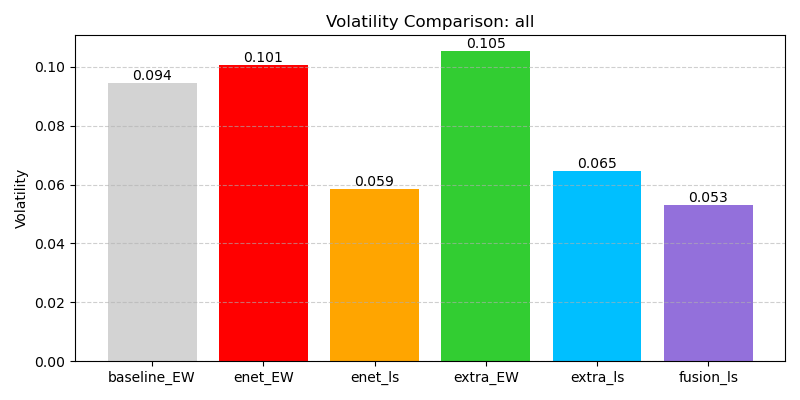 Volatility Comparison: all
Volatility
0.10
0.08
0.06
0.04
0.02
0.00
0.094
0.101
0.059
0.105
0.065
0.053
baseline_EW
enet_EW
enet_ls
extra_EW
extra_ls
fusion_ls